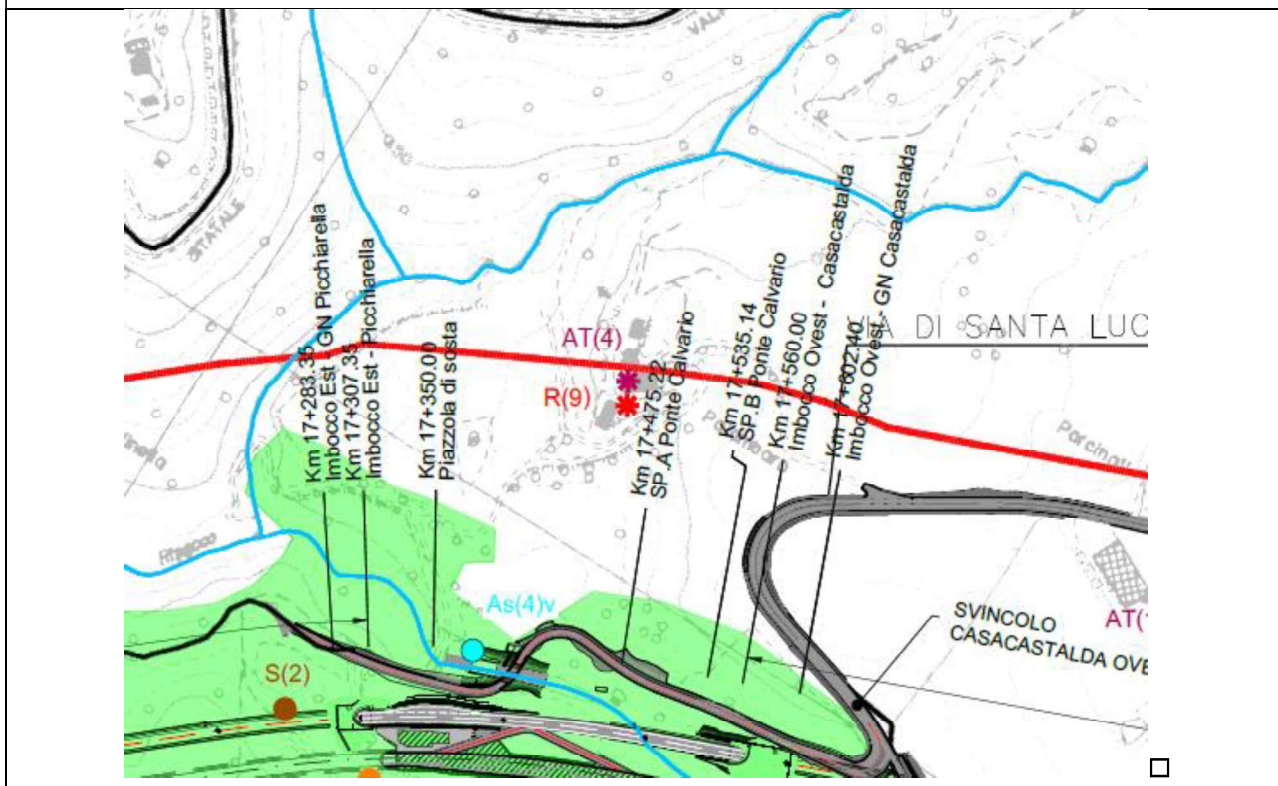 STATALE
Km 17+283.35
Imbocco Est - GN Picchiarella
Km 17+307.35
Imbocco Est - Picchiarella
Km 17+350.00
Piazzola di sosta
AT(4)
R(9)
Km 17+475.22
SP.A Ponte Calvario
Km 17+535.14
SP.B Ponte Calvario
Km 17+560.00
Imbocco Ovest - Casacastalda
Km 17+602.40
Imbocco Ovest - GN Casacastalda
VIA DI SANTA LUC
As(4)v
S(2)
SVINCOLO
CASACASTALDA OVE
AT(1